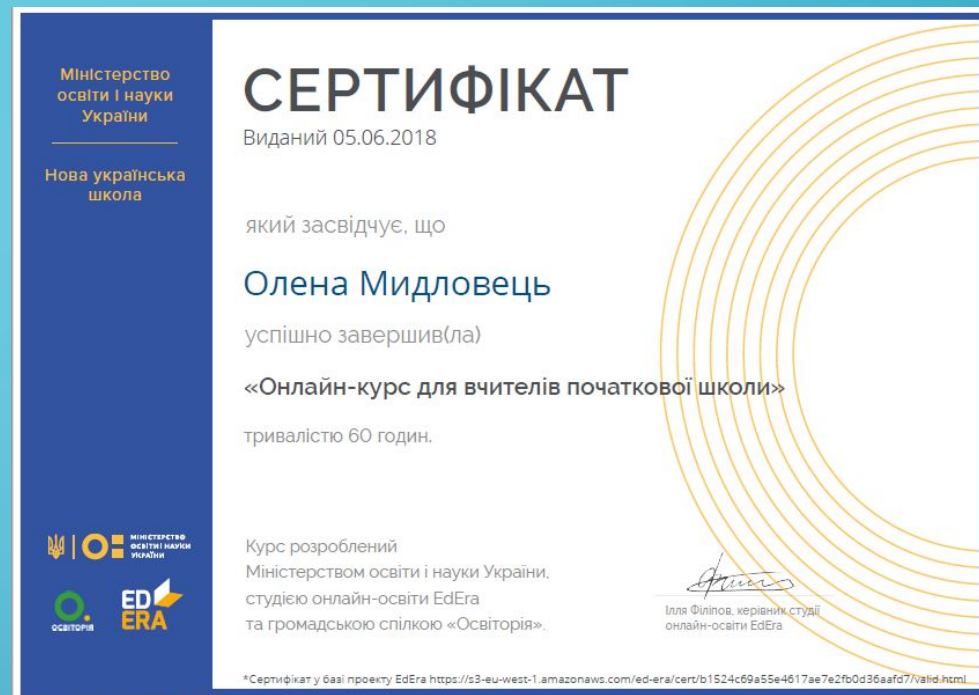 Міністерство
освіти і науки
України
Нова українська
школа
СЕРТИФІКАТ
Виданий 05.06.2018
який засвідчує, що
Олена Мидловець
успішно завершив(ла)
«Онлайн-курс для вчителів початкової школи»
тривалістю 60 годин.
МІНІСТЕРСТВО
ОСВІТИ І НАУКИ
УКРАЇНИ
ОСВІТОРІЯ
ED
ERA
Курс розроблений
Міністерством освіти і науки України,
студією онлайн-освіти EdEra
та громадською спілкою «Освіторія».
Ілля Філіпов, керівник студії
онлайн-освіти EdEra
*Сертифікат у базі проекту EdEra https://s3-eu-west-1.amazonaws.com/ed-era/cert/b1524c69a55e4617ae7e2fb0d36aafd7/valid.html